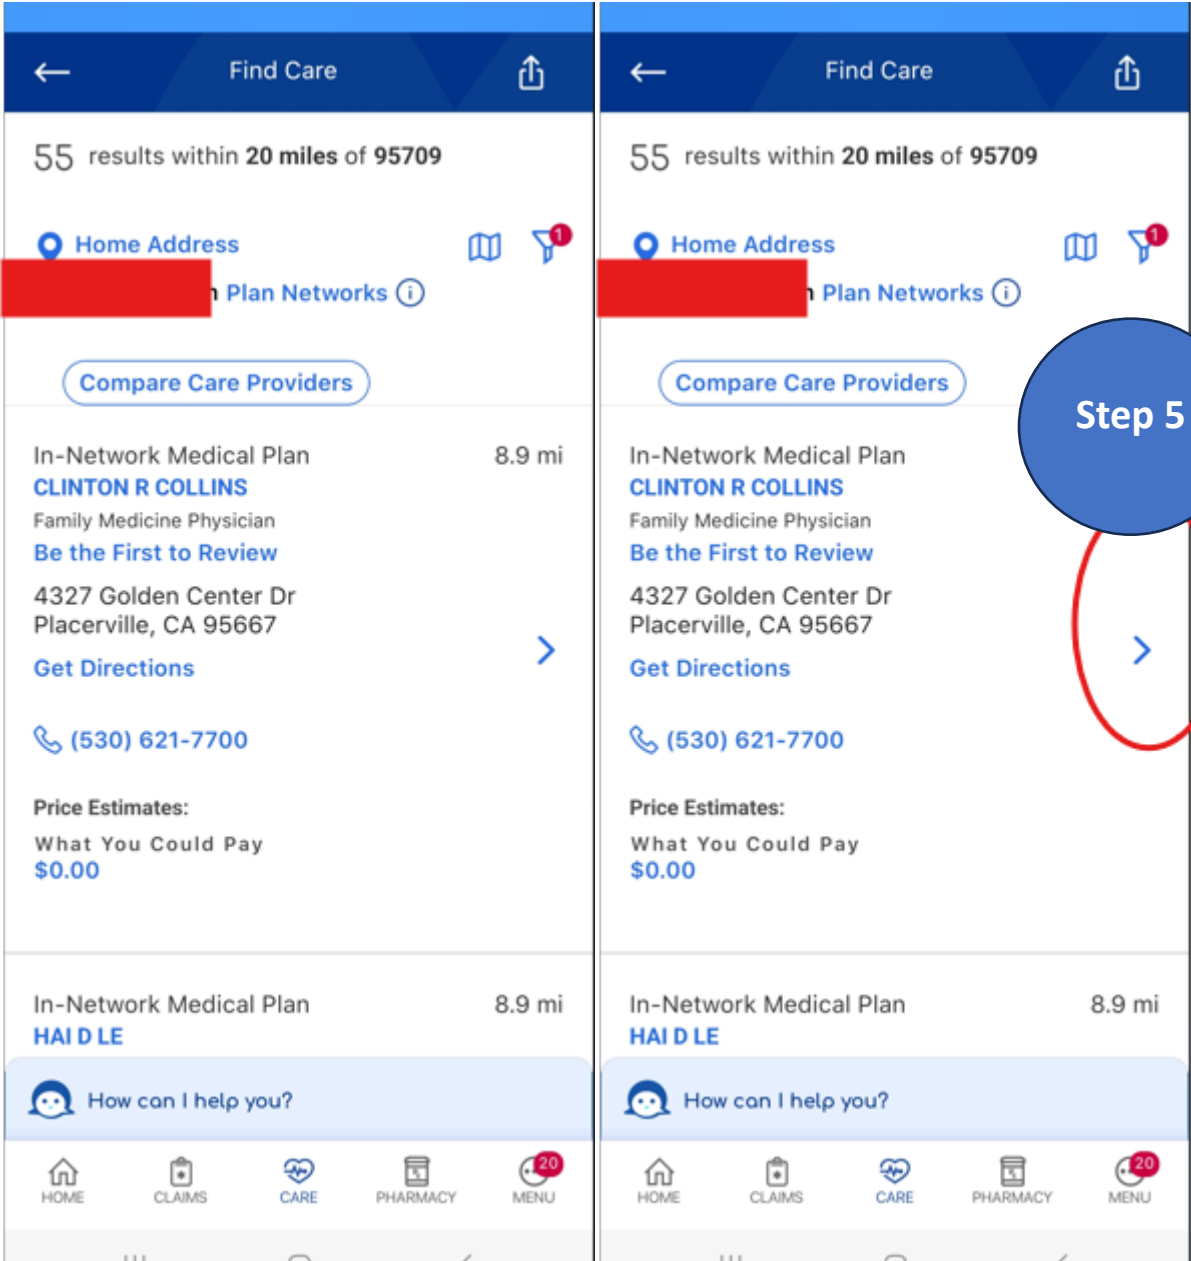 Find Care
55 results within 20 miles of 95709
Home Address
1
Plan Networks
Compare Care Providers
In-Network Medical Plan 8.9 mi
CLINTON R COLLINS
Family Medicine Physician
Be the First to Review
4327 Golden Center Dr
Placerville, CA 95667
Get Directions
(530) 621-7700
Price Estimates:
What You Could Pay
$0.00
In-Network Medical Plan 8.9 mi
HAI D LE
How can I help you?
20
HOME CLAIMS CARE PHARMACY MENU
Find Care
55 results within 20 miles of 95709
Home Address
1
Plan Networks
Compare Care Providers
Step 5
In-Network Medical Plan
CLINTON R COLLINS
Family Medicine Physician
Be the First to Review
4327 Golden Center Dr
Placerville, CA 95667
Get Directions
(530) 621-7700
Price Estimates:
What You Could Pay
$0.00
In-Network Medical Plan 8.9 mi
HAI D LE
How can I help you?
20
HOME CLAIMS CARE PHARMACY MENU